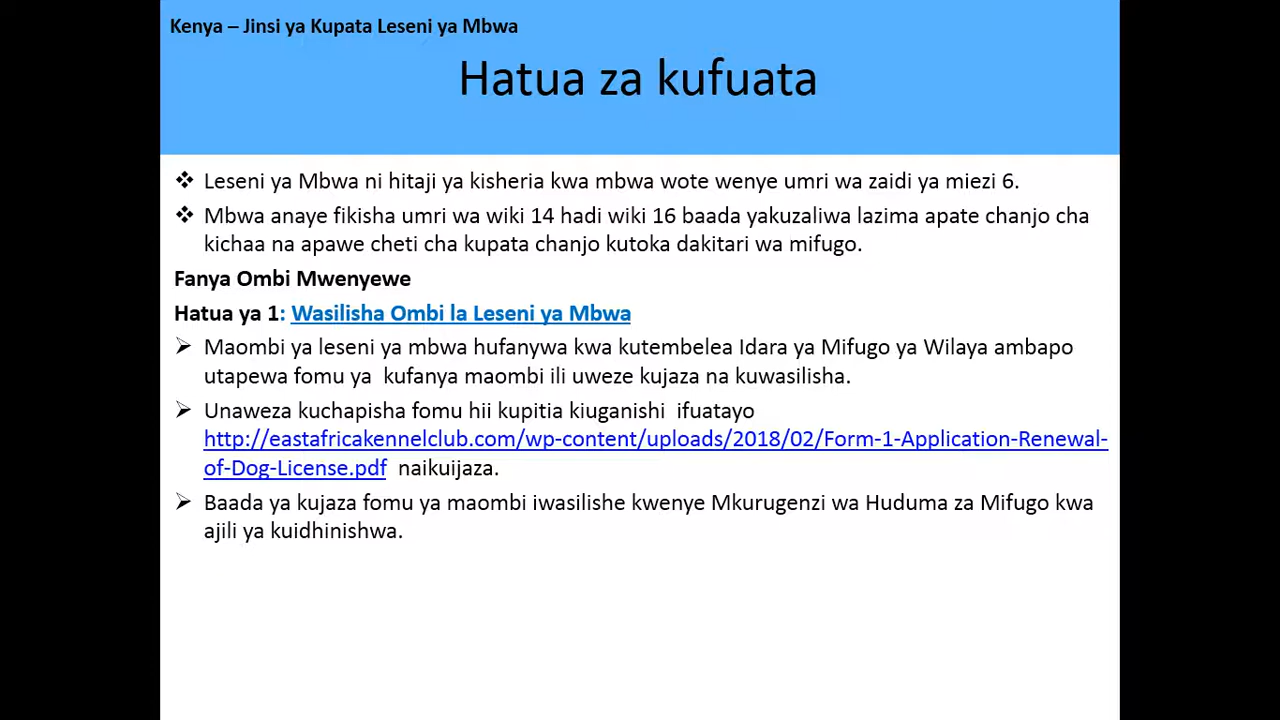 Kenya – Jinsi ya Kupata Leseni ya Mbwa
Hatua za kufuata
❖ Leseni ya Mbwa ni hitaji ya kisheria kwa mbwa wote wenye umri wa zaidi ya miezi 6.
❖ Mbwa anaye fikisha umri wa wiki 14 hadi wiki 16 baada yakuzaliwa lazima apate chanjo cha
kichaa na apawe cheti cha kupata chanjo kutoka dakitari wa mifugo.
Fanya Ombi Mwenyewe
Hatua ya 1: Wasilisha Ombi la Leseni ya Mbwa
➢ Maombi ya leseni ya mbwa hufanywa kwa kutembelea Idara ya Mifugo ya Wilaya ambapo
utapewa fomu ya kufanya maombi ili uweze kujaza na kuwasilisha.
➢ Unaweza kuchapisha fomu hii kupitia kiuganishi ifuatayo
http://eastafricakennelclub.com/wp-content/uploads/2018/02/Form-1-Application-Renewal-
of-Dog-License.pdf naikuijaza.
➢ Baada ya kujaza fomu ya maombi iwasilishe kwenye Mkurugenzi wa Huduma za Mifugo kwa
ajili ya kuidhinishwa.